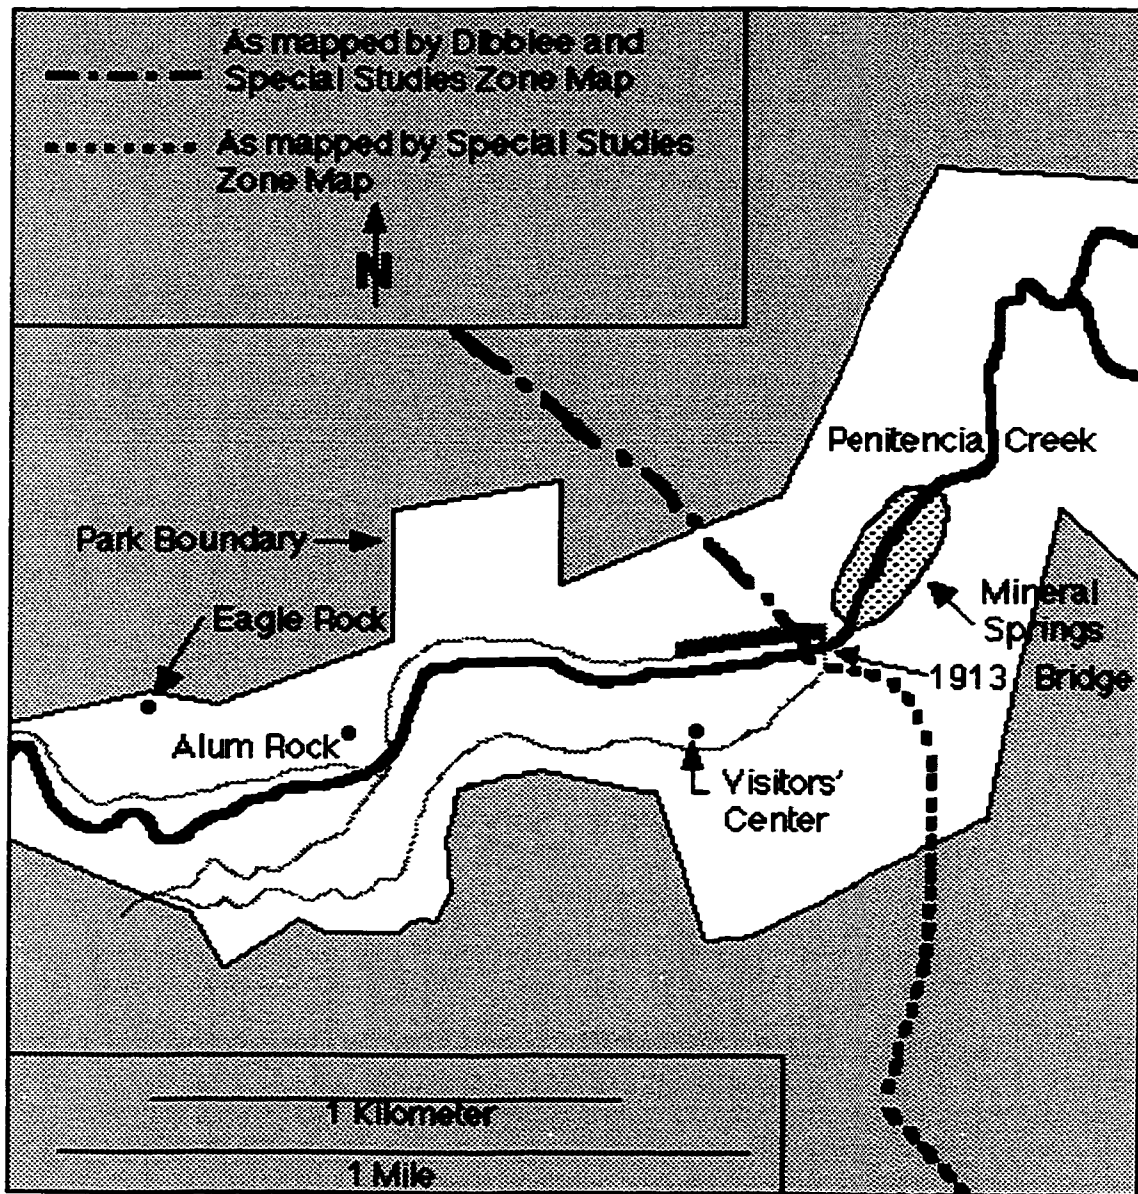 As mapped by Dibblee and
Special Studies Zone Map
As mapped by Special Studies
Zone Map
N
Penitencia Creek
Park Boundary
Mineral
Springs
Eagle Rock
1913 Bridge
Alum Rock
Visitors'
Center
1 Kilometer
1 Mile